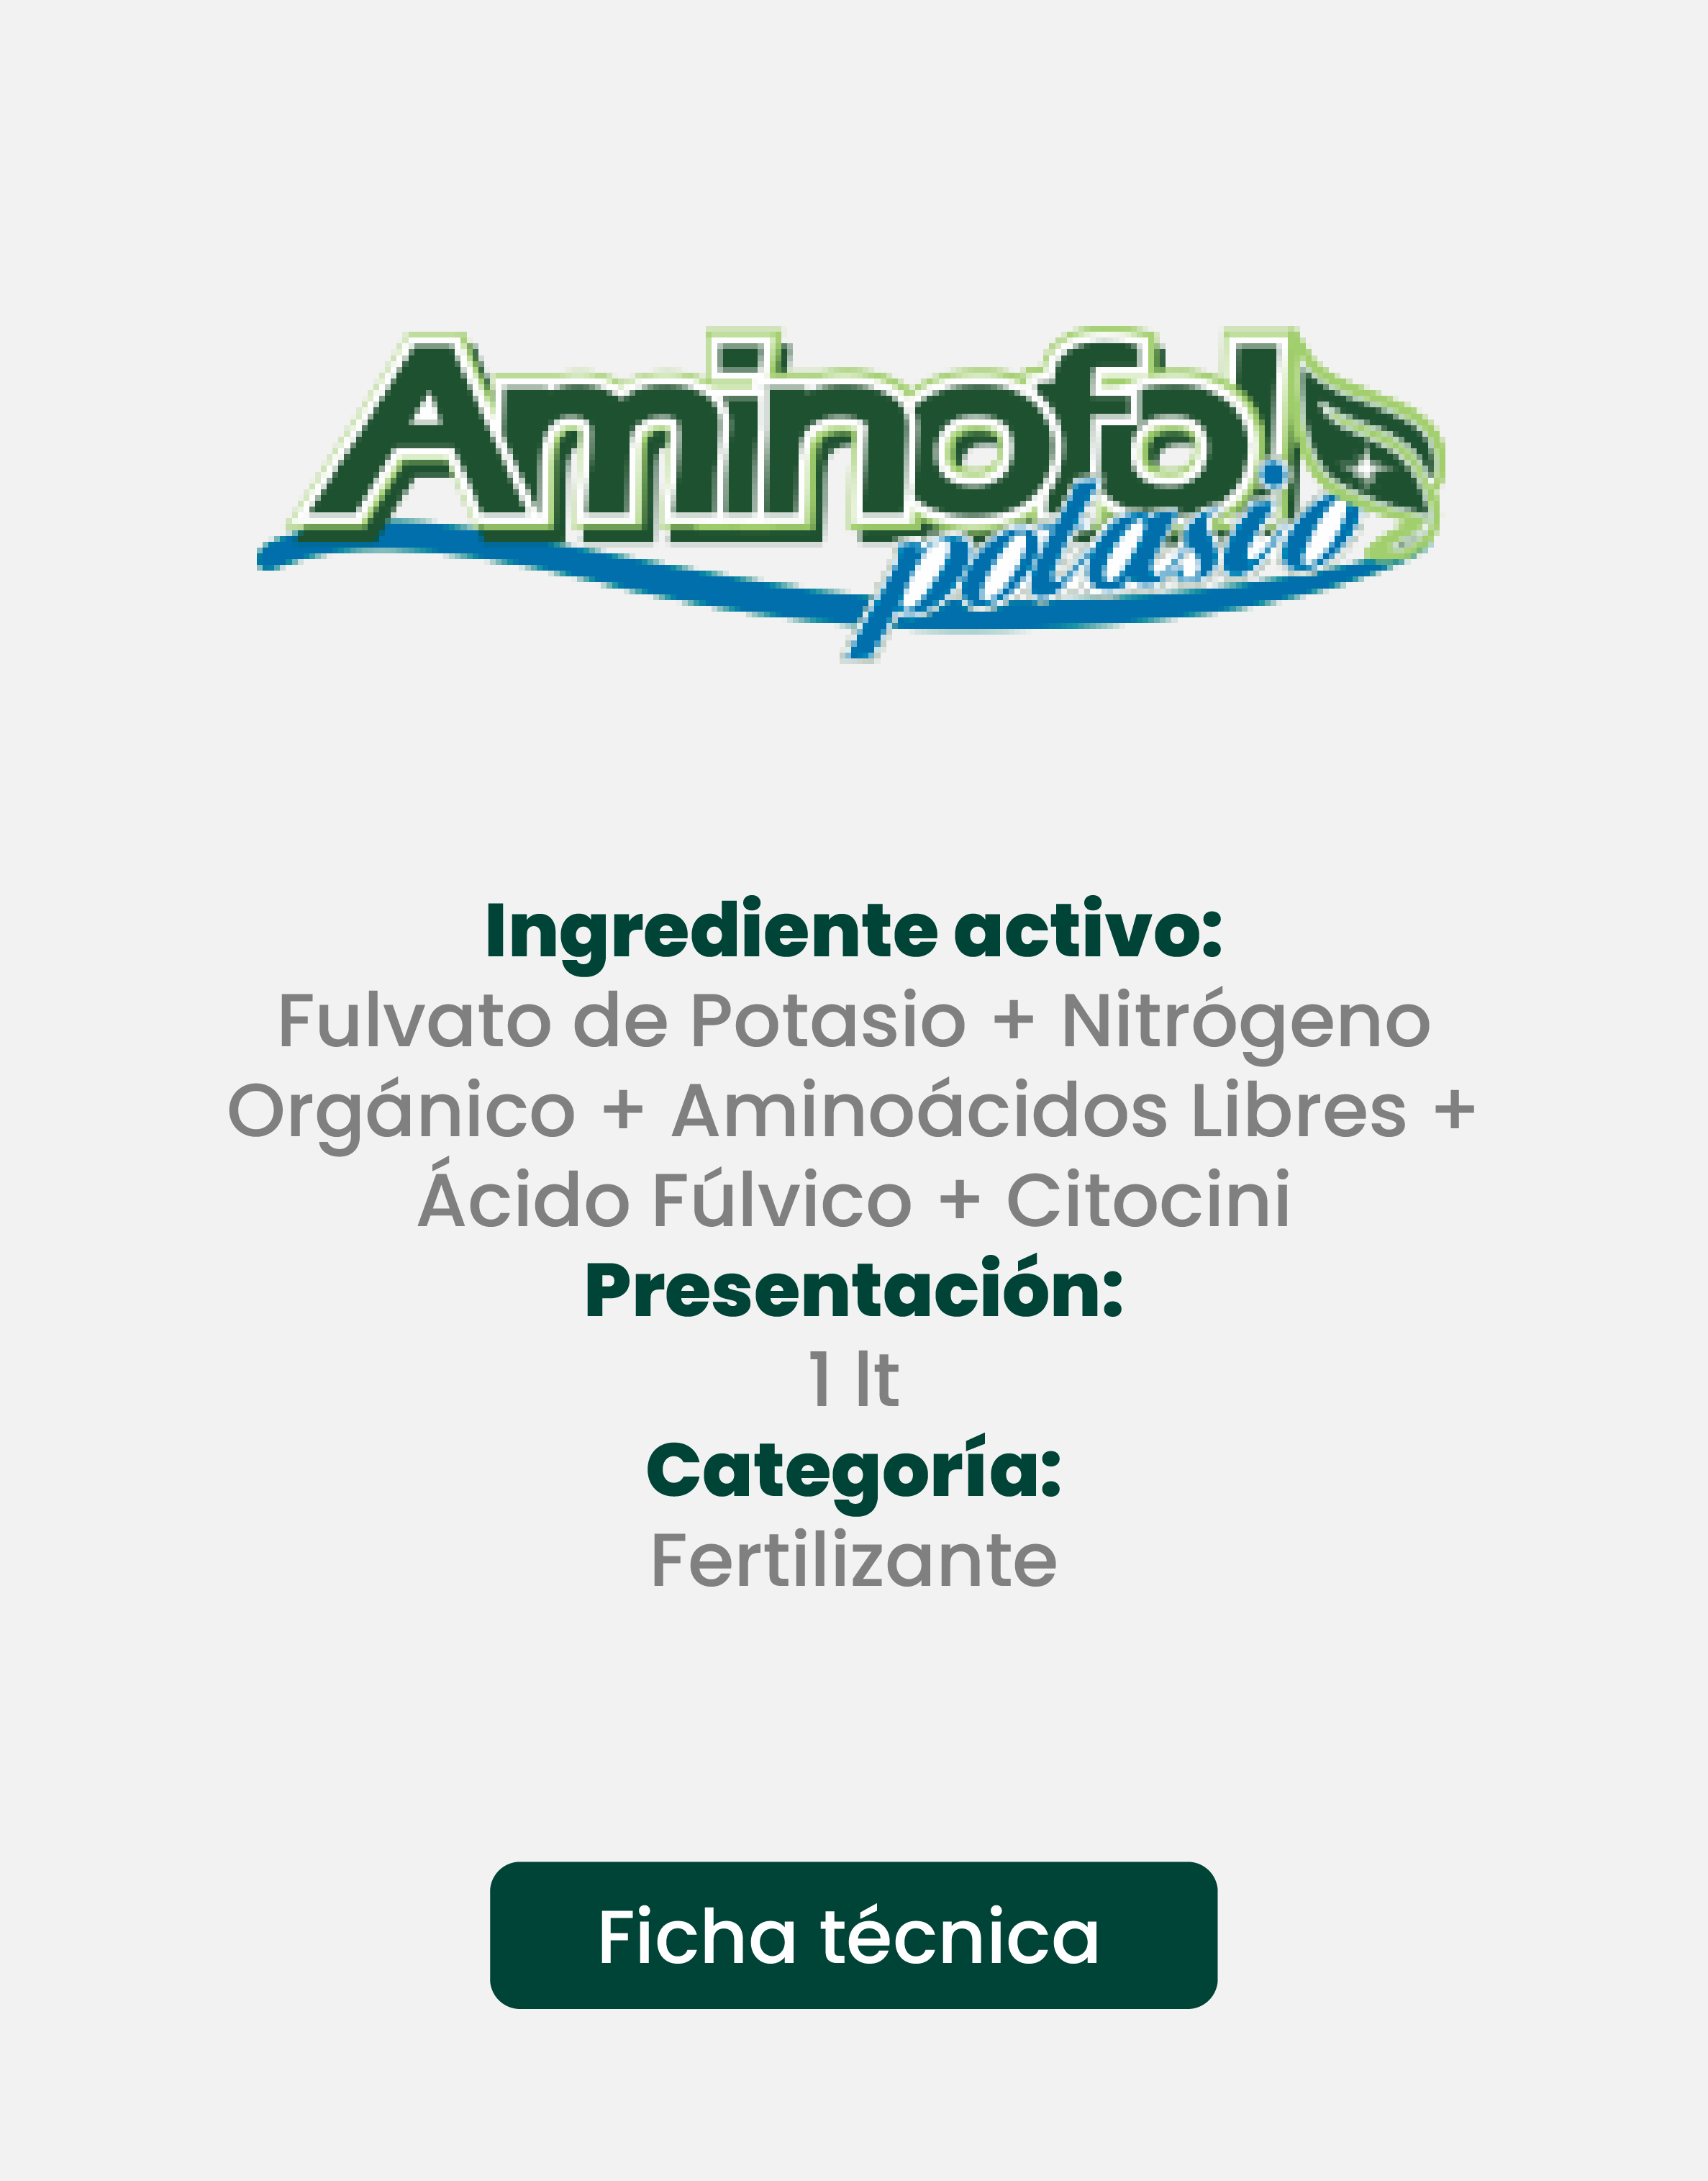 Aminofol
potasio
Ingrediente activo:
Fulvato de Potasio + Nitrógeno
Orgánico + Aminoácidos Libres +
Ácido Fúlvico + Citocini
Presentación:
1 lt
Categoría:
Fertilizante
Ficha técnica